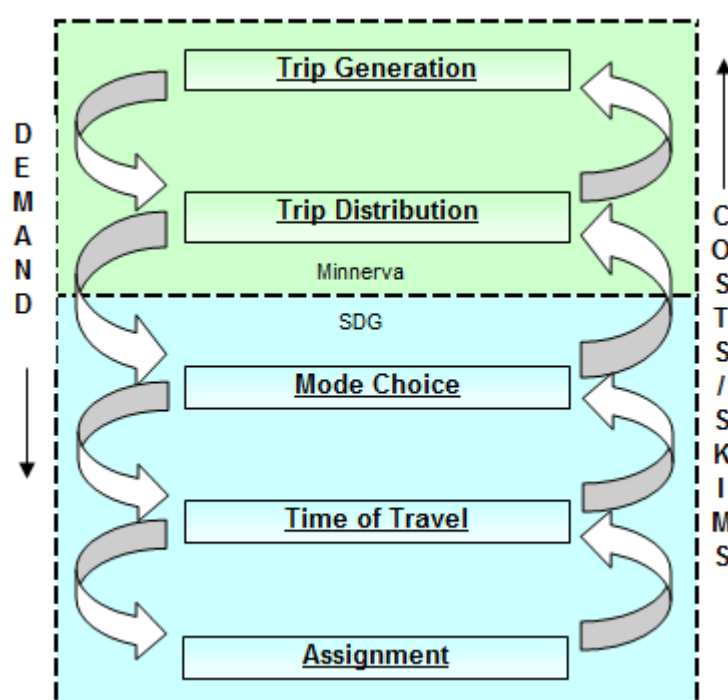 Trip Generation
DEMAND
Trip Distribution
COSTS/SKIMS
Minnerva
SDG
Mode Choice
Time of Travel
Assignment